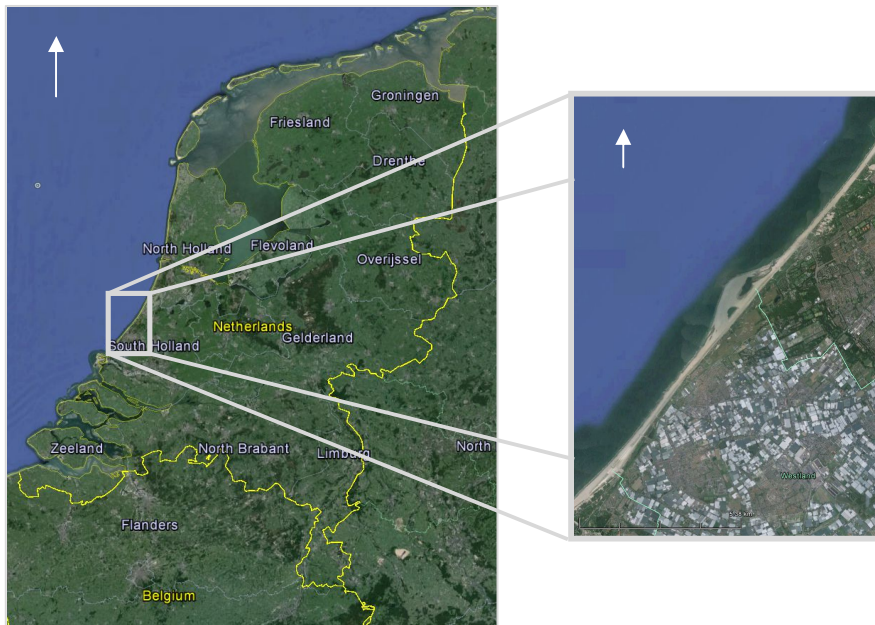 Groningen
Friesland
Drenthe
North Holland
Flevoland
Overijssel
Netherlands
Gelderland
South Holland
Zeeland
North Brabant
Limburg
North
Flanders
Belgium
Westland